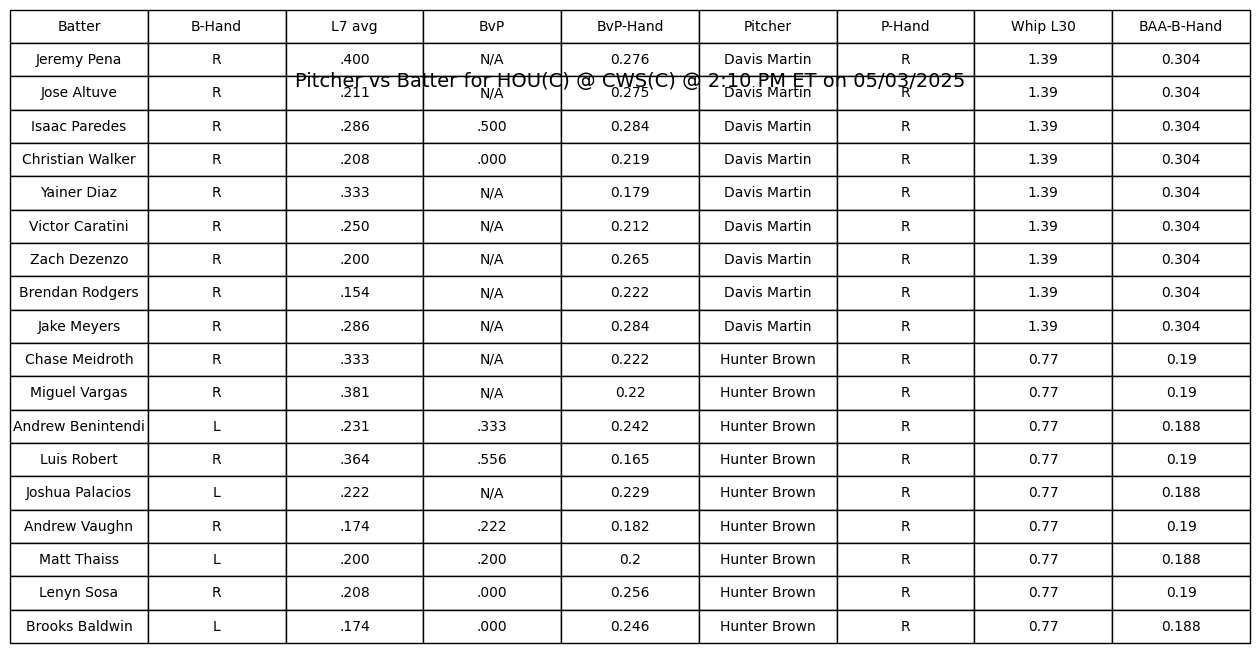 Batter B-Hand L7 avg BvP BvP-Hand Pitcher P-Hand Whip L30 BAA-B-Hand
Jeremy Pena R .400 N/A 0.276 Davis Martin R 1.39 0.304
Pitcher vs Batter for HOU(C) @ CWS(C) @ 2:10 PM ET on 05/03/2025
Jose Altuve R .211 N/A 0.275 Davis Martin R 1.39 0.304
Isaac Paredes R .286 .500 0.284 Davis Martin R 1.39 0.304
Christian Walker R .208 .000 0.219 Davis Martin R 1.39 0.304
Yainer Diaz R .333 N/A 0.179 Davis Martin R 1.39 0.304
Victor Caratini R .250 N/A 0.212 Davis Martin R 1.39 0.304
Zach Dezenzo R .200 N/A 0.265 Davis Martin R 1.39 0.304
Brendan Rodgers R .154 N/A 0.222 Davis Martin R 1.39 0.304
Jake Meyers R .286 N/A 0.284 Davis Martin R 1.39 0.304
Chase Meidroth R .333 N/A 0.222 Hunter Brown R 0.77 0.19
Miguel Vargas R .381 N/A 0.22 Hunter Brown R 0.77 0.19
Andrew Benintendi L .231 .333 0.242 Hunter Brown R 0.77 0.188
Luis Robert R .364 .556 0.165 Hunter Brown R 0.77 0.19
Joshua Palacios L .222 N/A 0.229 Hunter Brown R 0.77 0.188
Andrew Vaughn R .174 .222 0.182 Hunter Brown R 0.77 0.19
Matt Thaiss L .200 .200 0.2 Hunter Brown R 0.77 0.188
Lenyn Sosa R .208 .000 0.256 Hunter Brown R 0.77 0.19
Brooks Baldwin L .174 .000 0.246 Hunter Brown R 0.77 0.188